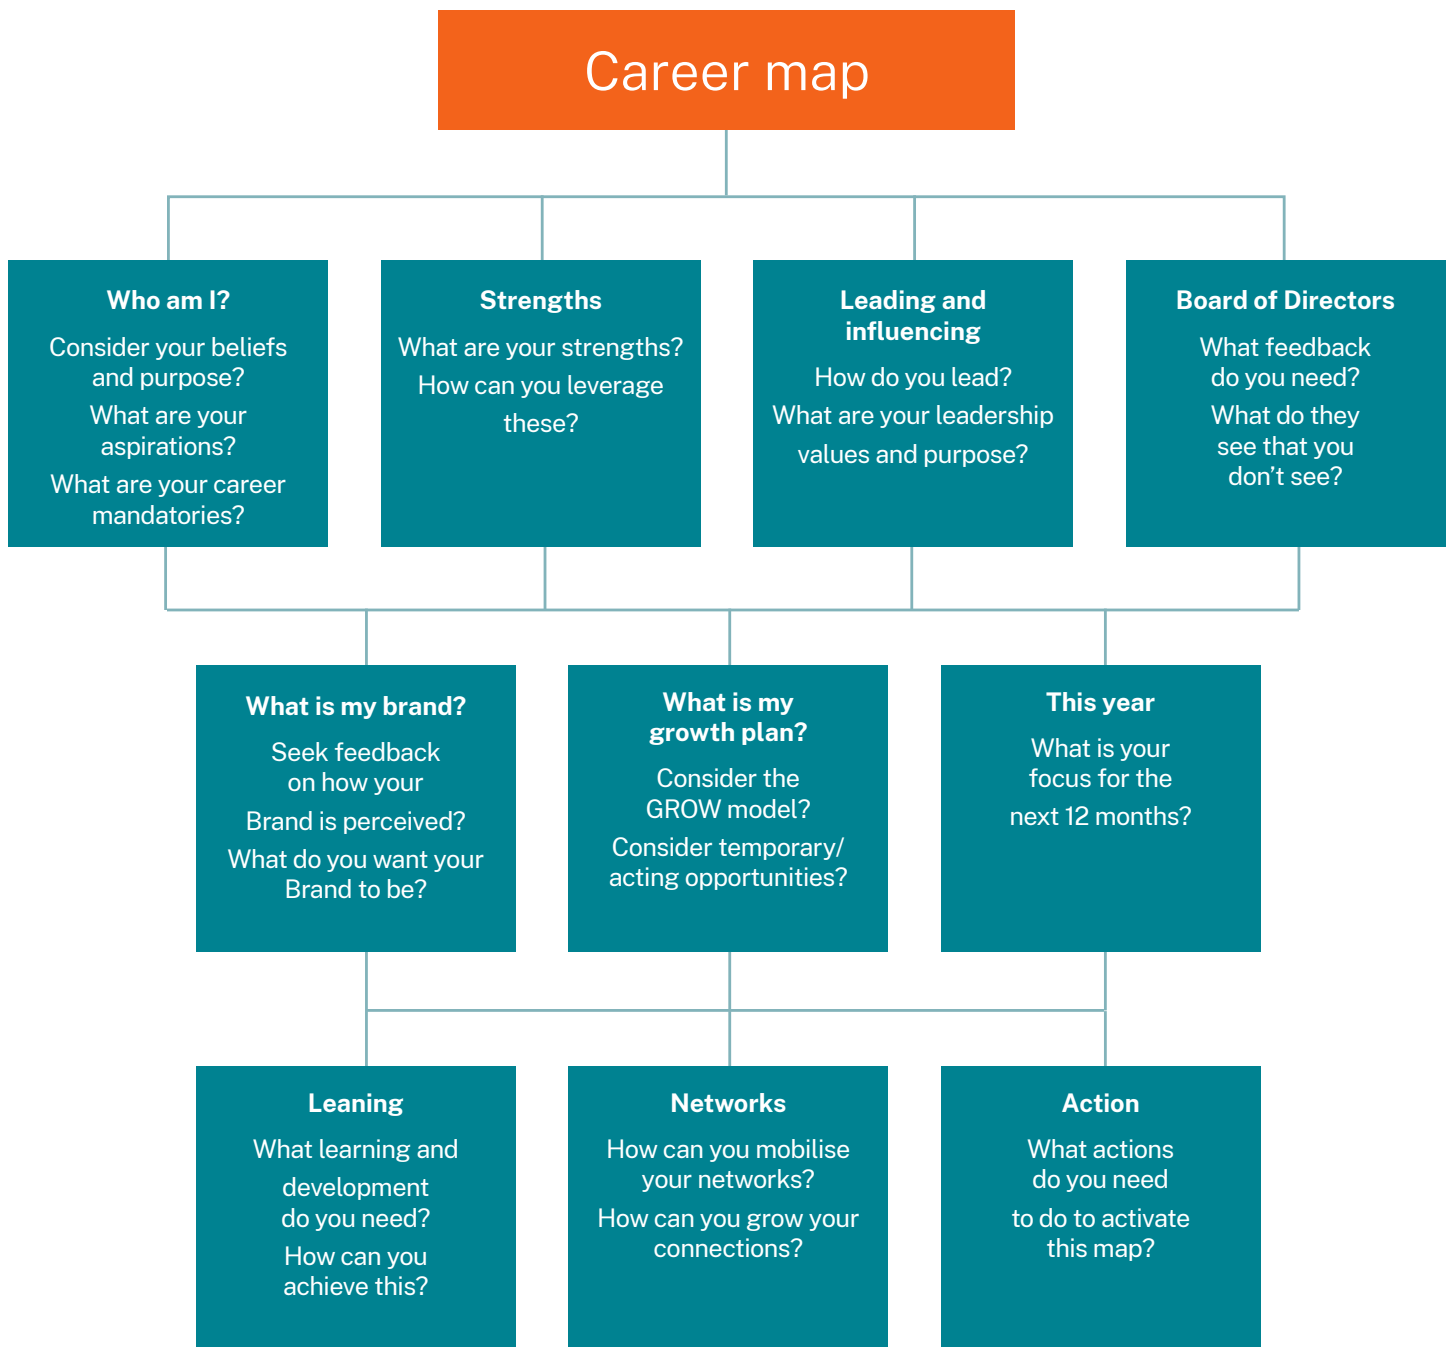 Career map
Who am I?
Consider your beliefs
and purpose?
What are your
aspirations?
What are your career
mandatories?
Strengths
What are your strengths?
How can you leverage
these?
Leading and
influencing
How do you lead?
What are your leadership
values and purpose?
Board of Directors
What feedback
do you need?
What do they
see that you
don’t see?
What is my brand?
Seek feedback
on how your
Brand is perceived?
What do you want your
Brand to be?
What is my
growth plan?
Consider the
GROW model?
Consider temporary/
acting opportunities?
This year
What is your
focus for the
next 12 months?
Leaning
What learning and
development
do you need?
How can you
achieve this?
Networks
How can you mobilise
your networks?
How can you grow your
connections?
Action
What actions
do you need
to do to activate
this map?